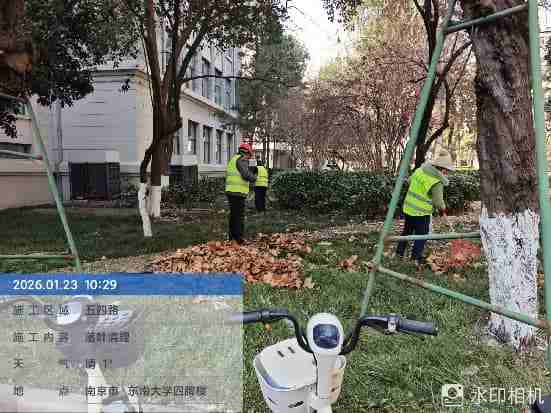 2026.01.23 10:29
施工区域 五四路
施工内容 落叶清理
天气 晴 1°
地点 南京市·东南大学四牌楼
水印相机